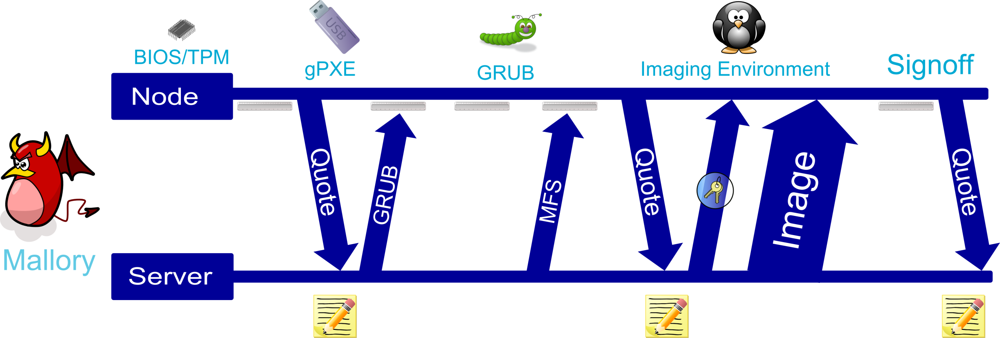 USB
BIOS/TPM
gPXE
GRUB
Imaging Environment
Signoff
Node
Quote
GRUB
MFS
Quote
Image
Quote
Mallory
Server